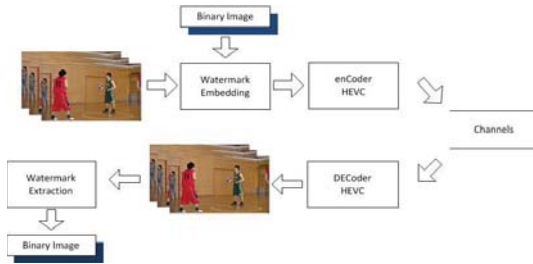 Binary Image
Watermark
Embedding
enCoder
HEVC
Channels
Watermark
Extraction
DECoder
HEVC
Binary Image